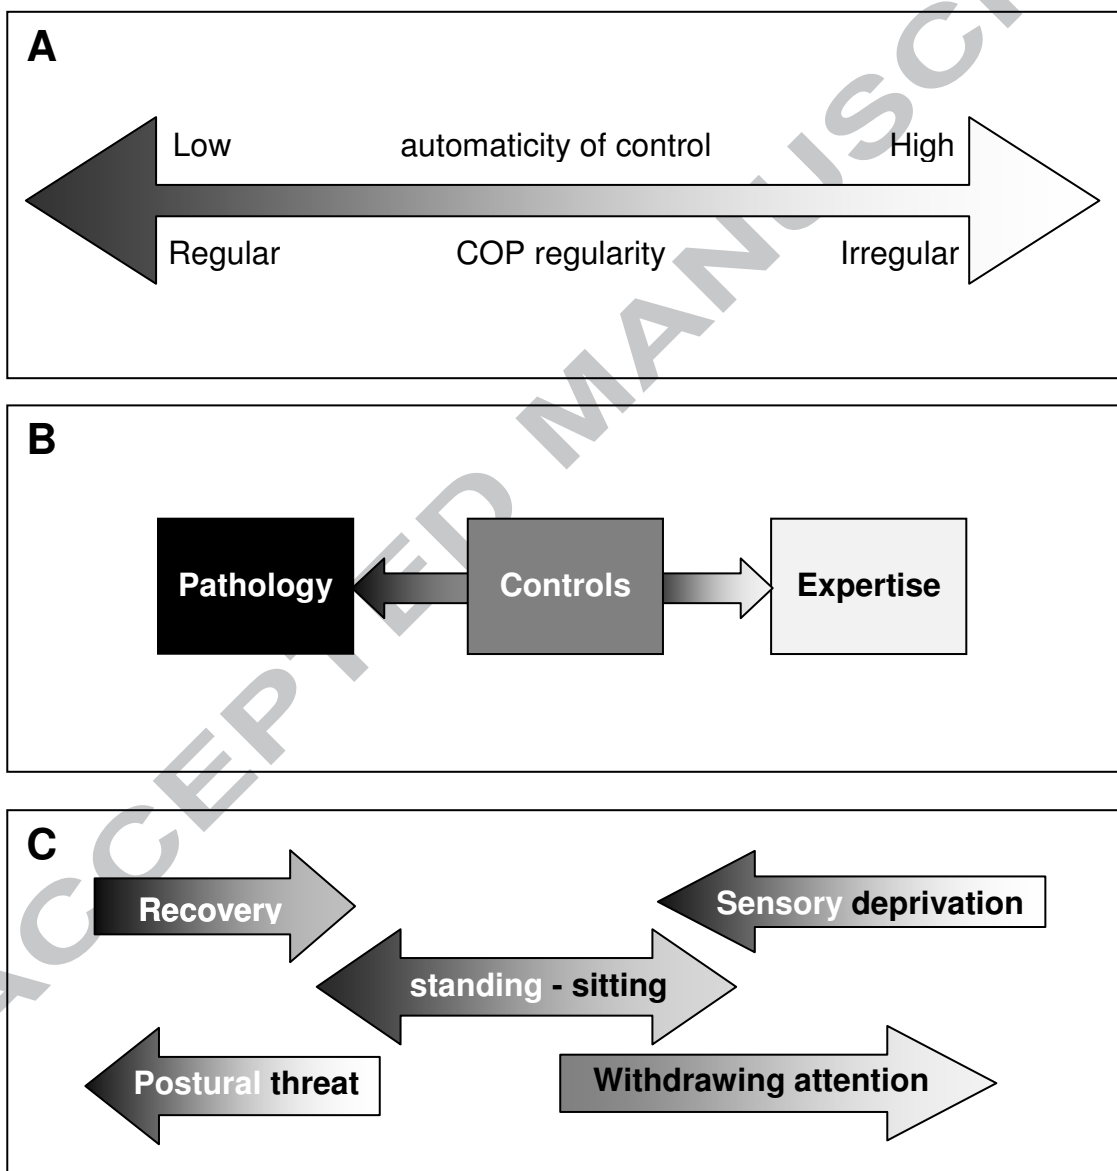 A
Low automaticity of control High
Regular COP regularity Irregular
B
Pathology Controls Expertise
C
Recovery Sensory deprivation
standing - sitting
Postural threat Withdrawing attention
ACCEPTED MANUSCRI